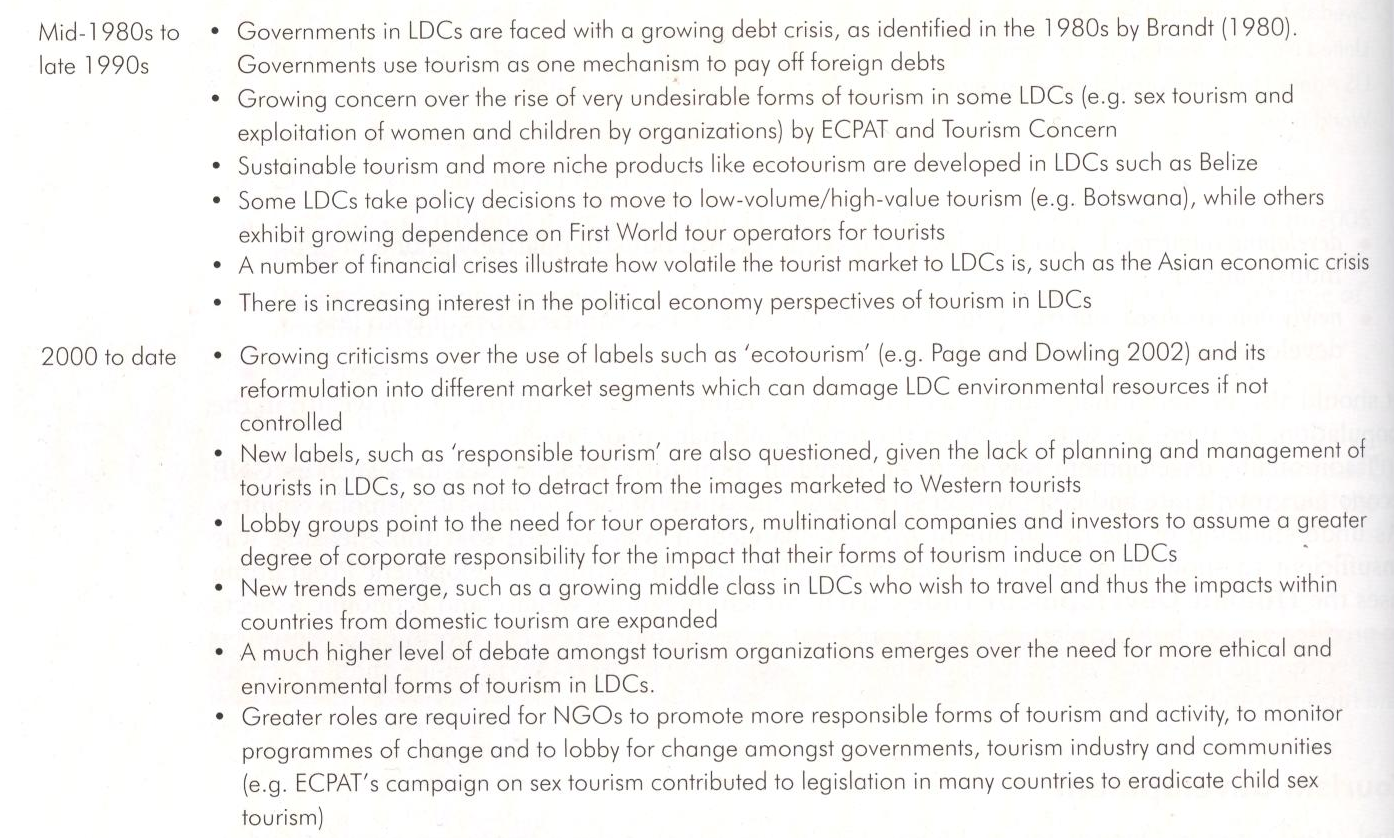 Mid-1980s to
late 1990s
• Governments in LDCs are faced with a growing debt crisis, as identified in the 1980s by Brandt (1980).
Governments use tourism as one mechanism to pay off foreign debts
• Growing concern over the rise of very undesirable forms of tourism in some LDCs (e.g. sex tourism and
exploitation of women and children by organizations) by ECPAT and Tourism Concern
• Sustainable tourism and more niche products like ecotourism are developed in LDCs such as Belize
• Some LDCs take policy decisions to move to low-volume/high-value tourism (e.g. Botswana), while others
exhibit growing dependence on First World tour operators for tourists
• A number of financial crises illustrate how volatile the tourist market to LDCs is, such as the Asian economic crisis
• There is increasing interest in the political economy perspectives of tourism in LDCs
2000 to date
• Growing criticisms over the use of labels such as ‘ecotourism’ (e.g. Page and Dowling 2002) and its
reformulation into different market segments which can damage LDC environmental resources if not
controlled
• New labels, such as ‘responsible tourism’ are also questioned, given the lack of planning and management of
tourists in LDCs, so as not to detract from the images marketed to Western tourists
• Lobby groups point to the need for tour operators, multinational companies and investors to assume a greater
degree of corporate responsibility for the impact that their forms of tourism induce on LDCs
• New trends emerge, such as a growing middle class in LDCs who wish to travel and thus the impacts within
countries from domestic tourism are expanded
• A much higher level of debate amongst tourism organizations emerges over the need for more ethical and
environmental forms of tourism in LDCs.
• Greater roles are required for NGOs to promote more responsible forms of tourism and activity, to monitor
programmes of change and to lobby for change amongst governments, tourism industry and communities
(e.g. ECPAT’s campaign on sex tourism contributed to legislation in many countries to eradicate child sex
tourism)